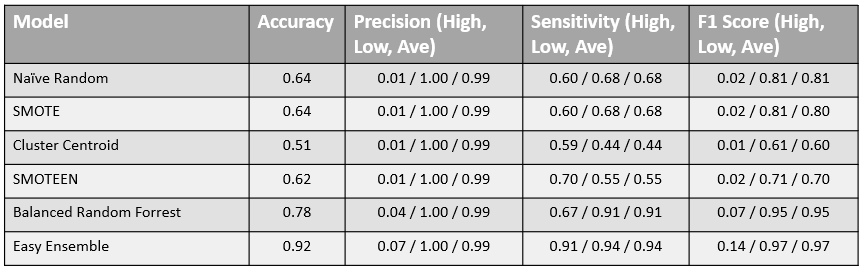 Model Accuracy Precision (High, Low, Ave) Sensitivity (High, Low, Ave) F1 Score (High, Low, Ave)
Naïve Random 0.64 0.01 / 1.00 / 0.99 0.60 / 0.68 / 0.68 0.02 / 0.81 / 0.81
SMOTE 0.64 0.01 / 1.00 / 0.99 0.60 / 0.68 / 0.68 0.02 / 0.81 / 0.80
Cluster Centroid 0.51 0.01 / 1.00 / 0.99 0.59 / 0.44 / 0.44 0.01 / 0.61 / 0.60
SMOTEEN 0.62 0.01 / 1.00 / 0.99 0.70 / 0.55 / 0.55 0.02 / 0.71 / 0.70
Balanced Random Forrest 0.78 0.04 / 1.00 / 0.99 0.67 / 0.91 / 0.91 0.07 / 0.95 / 0.95
Easy Ensemble 0.92 0.07 / 1.00 / 0.99 0.91 / 0.94 / 0.94 0.14 / 0.97 / 0.97